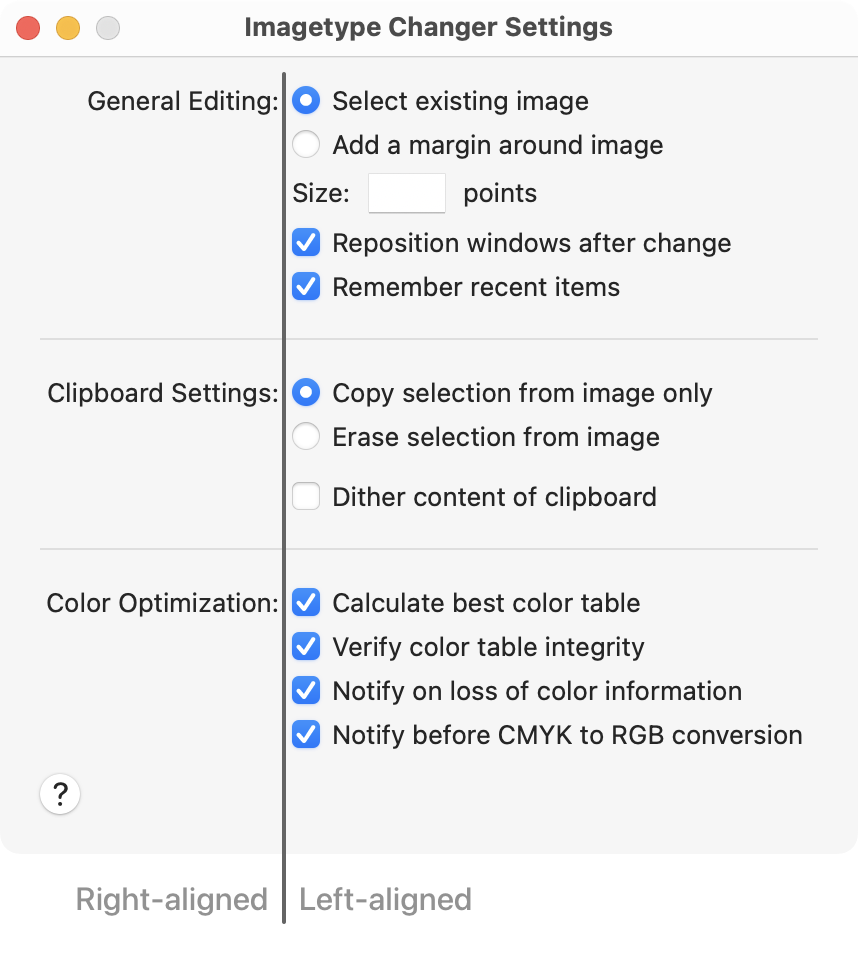 Imagetype Changer Settings
General Editing: Select existing image
Add a margin around image
Size: points
Reposition windows after change
Remember recent items
Clipboard Settings: Copy selection from image only
Erase selection from image
Dither content of clipboard
Color Optimization: Calculate best color table
Verify color table integrity
Notify on loss of color information
Notify before CMYK to RGB conversion
?
Right-aligned Left-aligned